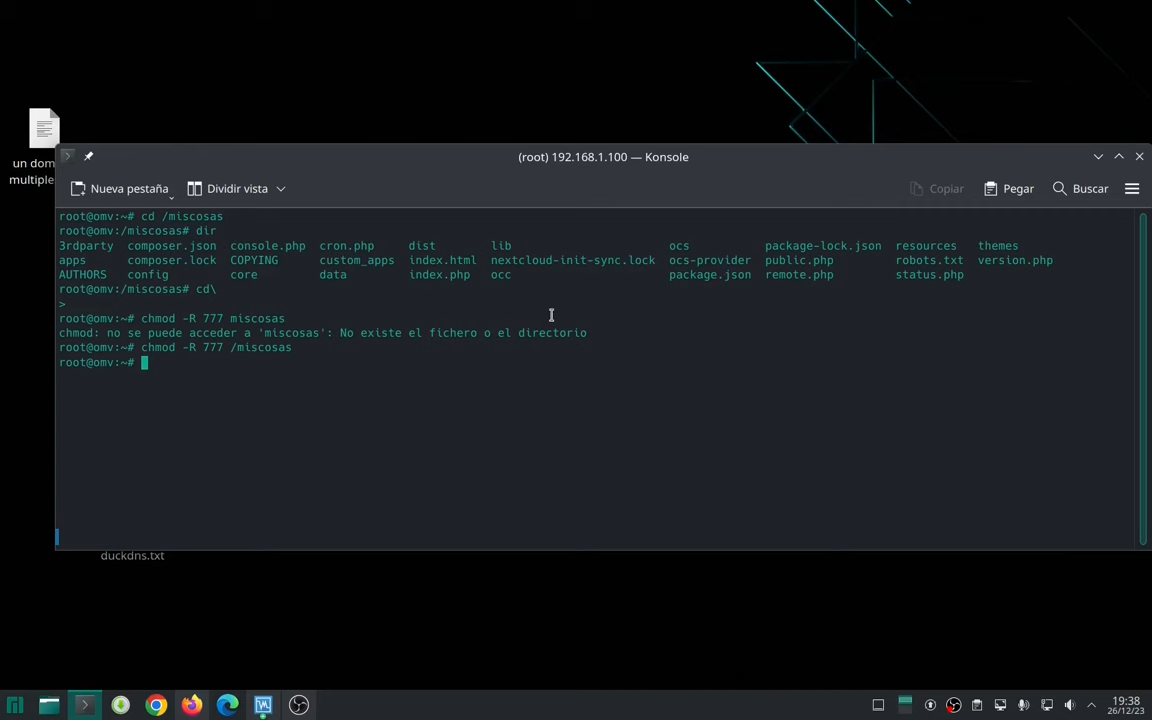 un dom
multiple
(root) 192.168.1.100 — Konsole
Nueva pestaña Dividir vista Copiar Pegar Buscar
root@omv:~# cd /miscosas
root@omv:/miscosas# dir
3rdparty composer.json console.php cron.php dist lib ocs package-lock.json resources themes
apps composer.lock COPYING custom_apps index.html nextcloud-init-sync.lock ocs-provider public.php robots.txt version.php
AUTHORS config core data index.php occ package.json remote.php status.php
root@omv:/miscosas# cd\
>
root@omv:~# chmod -R 777 miscosas
chmod: no se puede acceder a 'miscosas': No existe el fichero o el directorio
root@omv:~# chmod -R 777 /miscosas
root@omv:~#
duckdns.txt
19:38
26/12/23